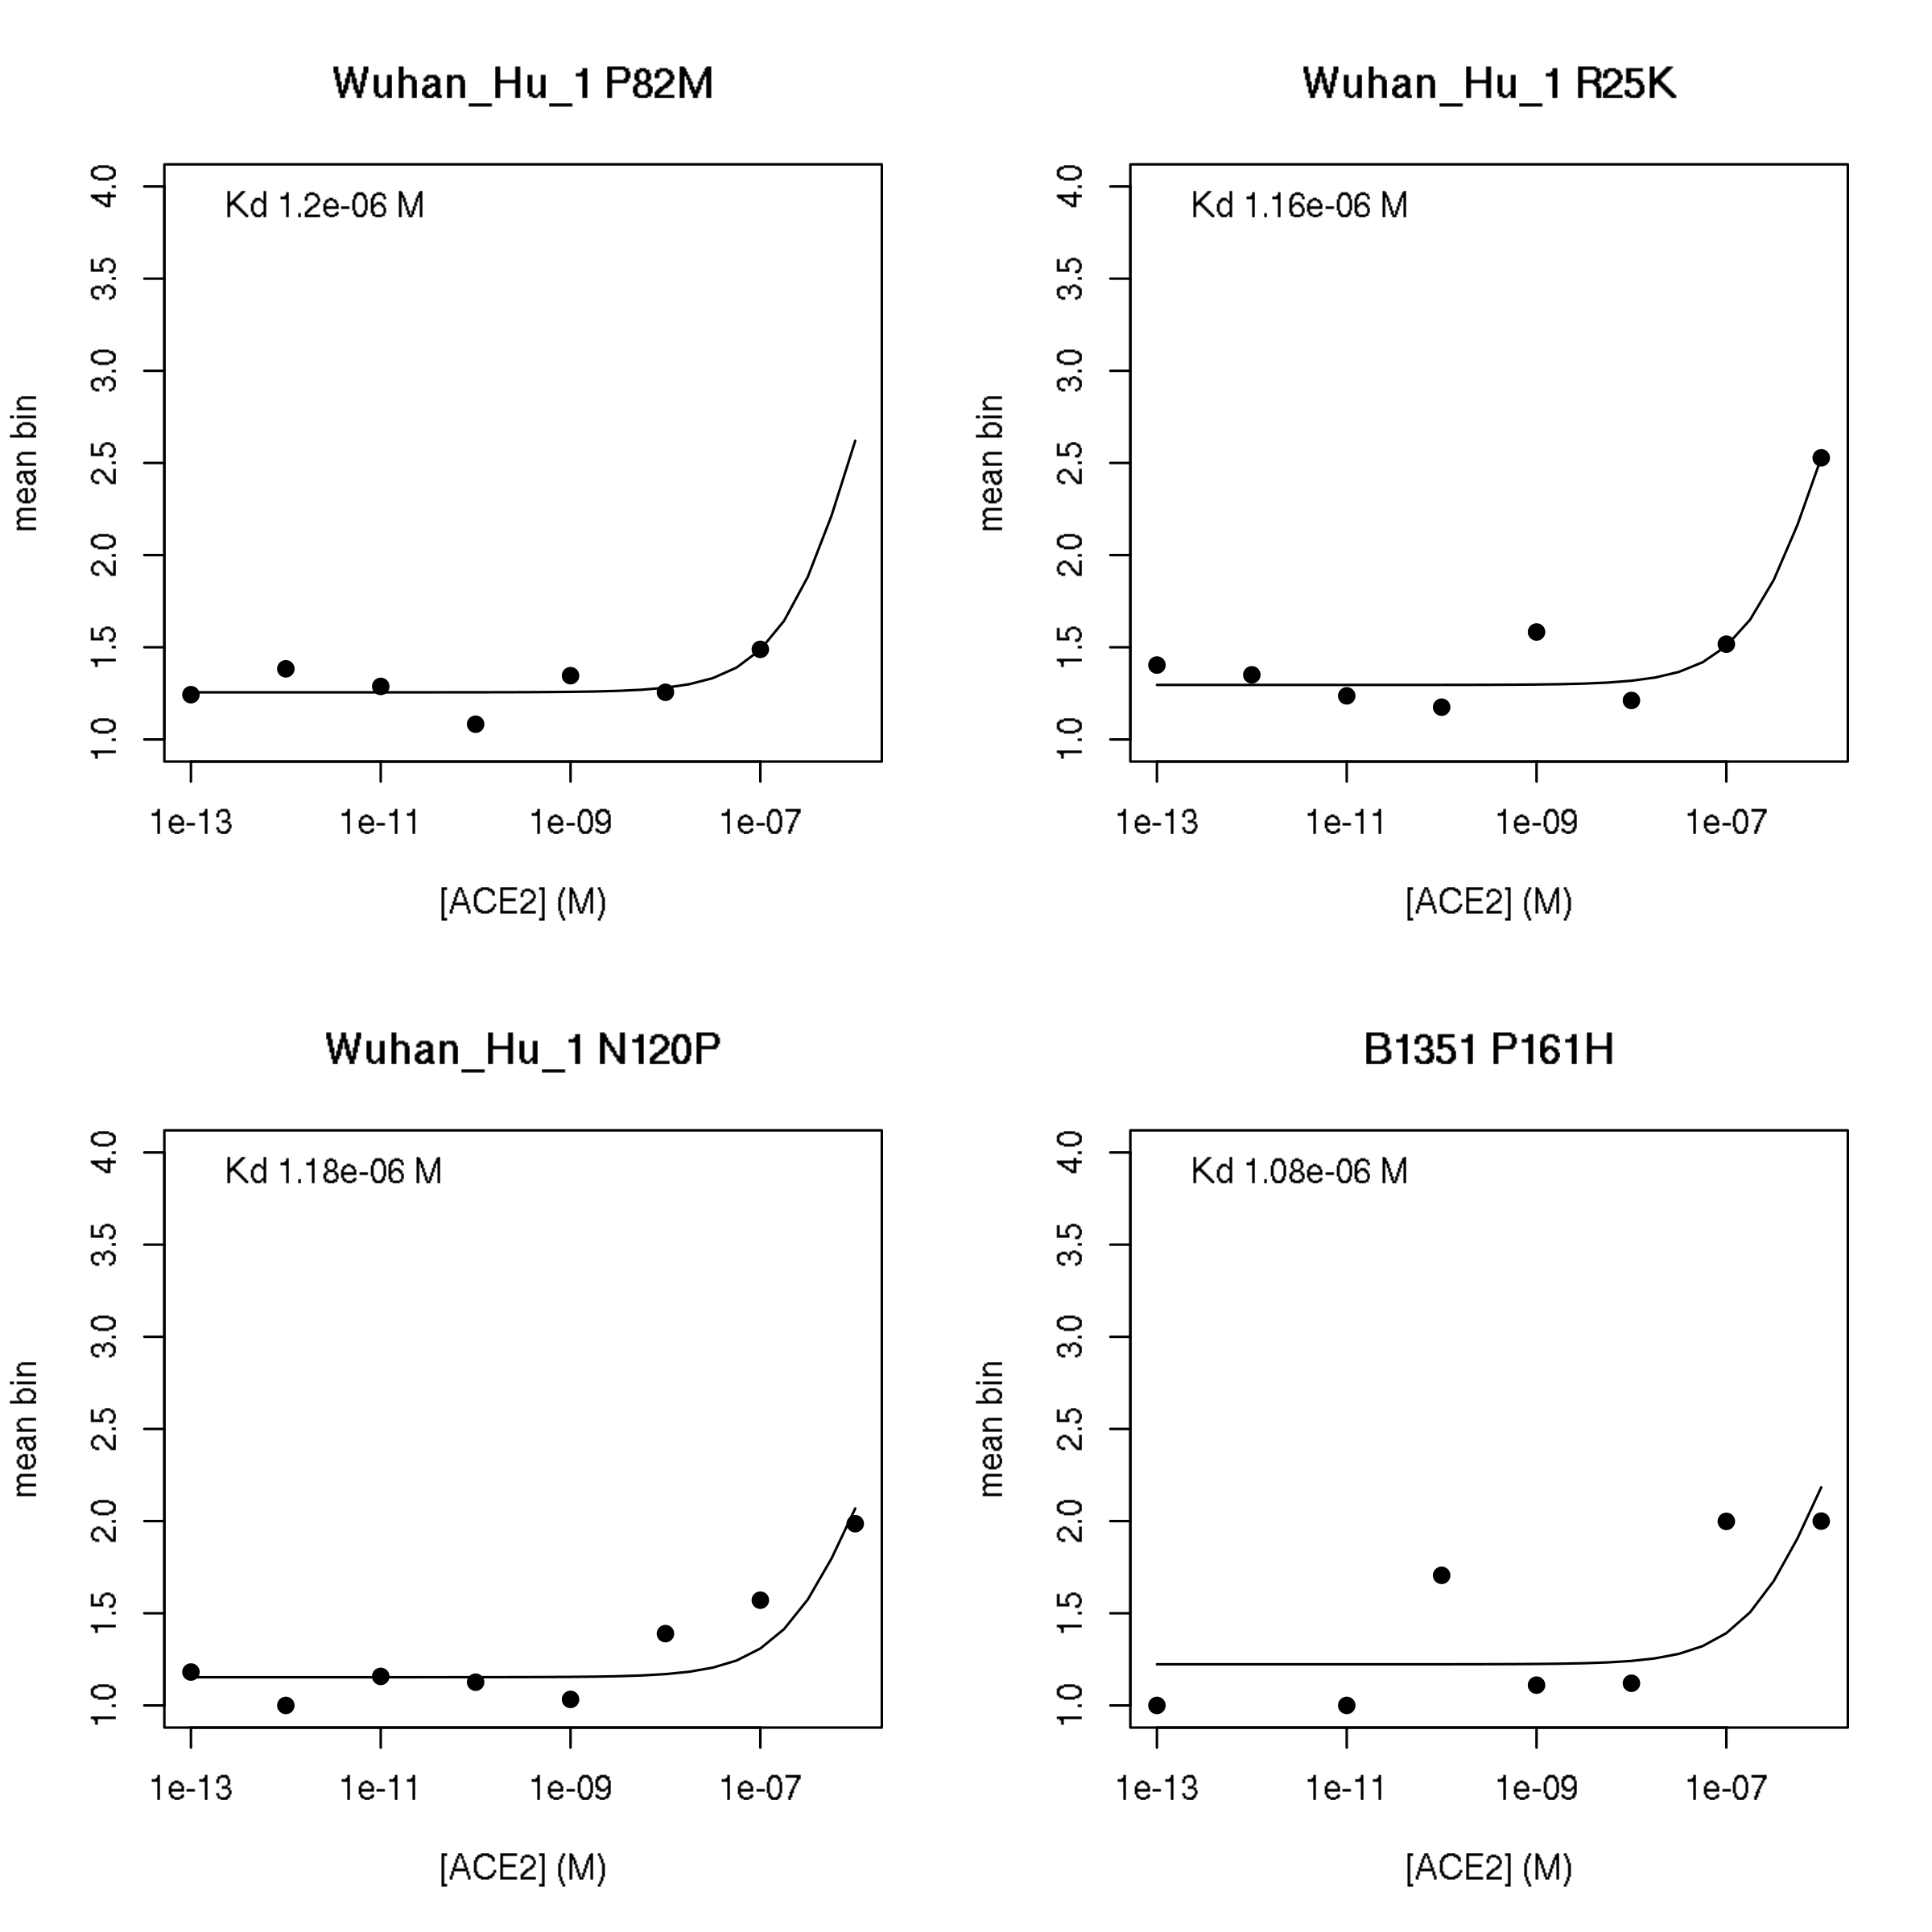 Wuhan_Hu_1 P82M
Kd 1.2e-06 M
4.0
3.5
3.0
2.5
2.0
1.5
1.0
mean bin
1e-13 1e-11 1e-09 1e-07
[ACE2] (M)
Wuhan_Hu_1 R25K
Kd 1.16e-06 M
4.0
3.5
3.0
2.5
2.0
1.5
1.0
mean bin
1e-13 1e-11 1e-09 1e-07
[ACE2] (M)
Wuhan_Hu_1 N120P
Kd 1.18e-06 M
4.0
3.5
3.0
2.5
2.0
1.5
1.0
mean bin
1e-13 1e-11 1e-09 1e-07
[ACE2] (M)
B1351 P161H
Kd 1.08e-06 M
4.0
3.5
3.0
2.5
2.0
1.5
1.0
mean bin
1e-13 1e-11 1e-09 1e-07
[ACE2] (M)